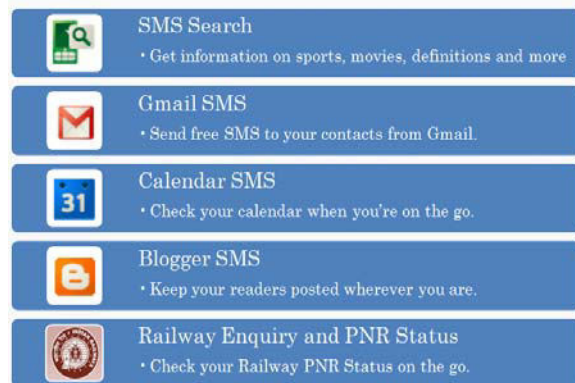 SMS Search
• Get information on sports, movies, definitions and more
Gmail SMS
• Send free SMS to your contacts from Gmail.
31
Calendar SMS
• Check your calendar when you're on the go.
Blogger SMS
• Keep your readers posted wherever you are.
Railway Enquiry and PNR Status
• Check your Railway PNR Status on the go.